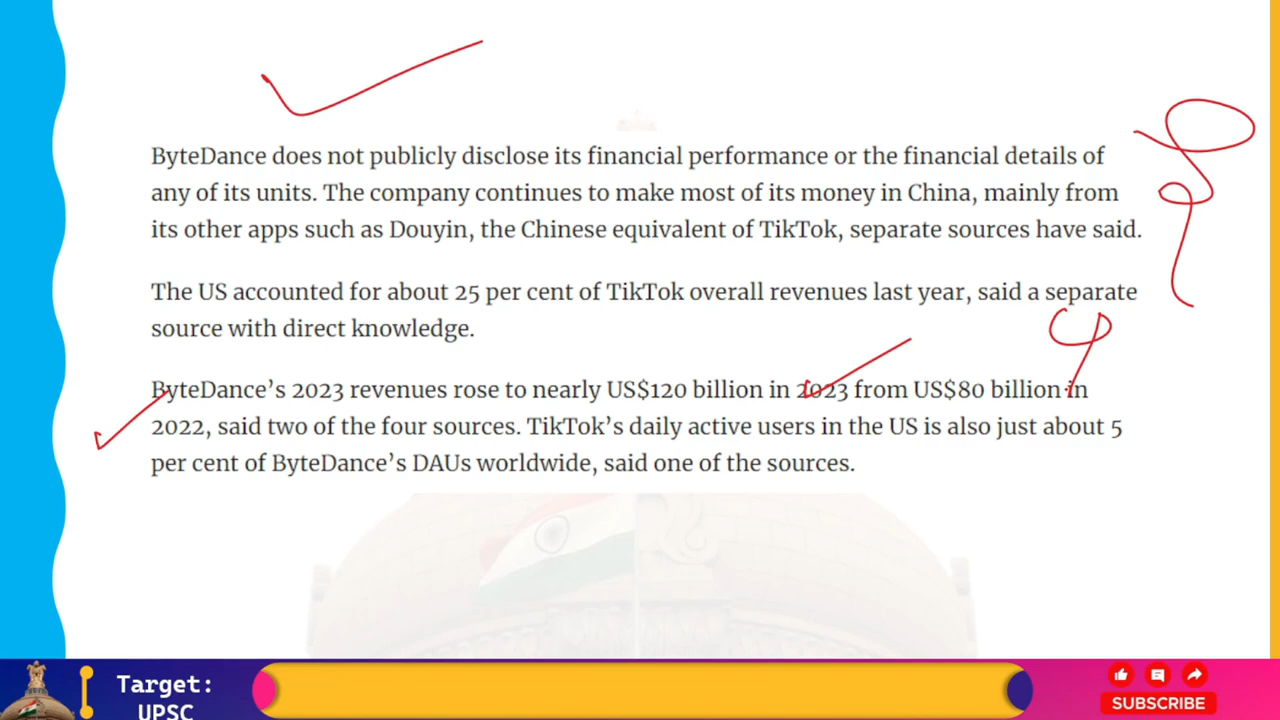 ByteDance does not publicly disclose its financial performance or the financial details of
any of its units. The company continues to make most of its money in China, mainly from
its other apps such as Douyin, the Chinese equivalent of TikTok, separate sources have said.
The US accounted for about 25 per cent of TikTok overall revenues last year, said a separate
source with direct knowledge.
ByteDance’s 2023 revenues rose to nearly US$120 billion in 2023 from US$80 billion in
2022, said two of the four sources. TikTok’s daily active users in the US is also just about 5
per cent of ByteDance’s DAUs worldwide, said one of the sources.
Target:
UPSC
SUBSCRIBE